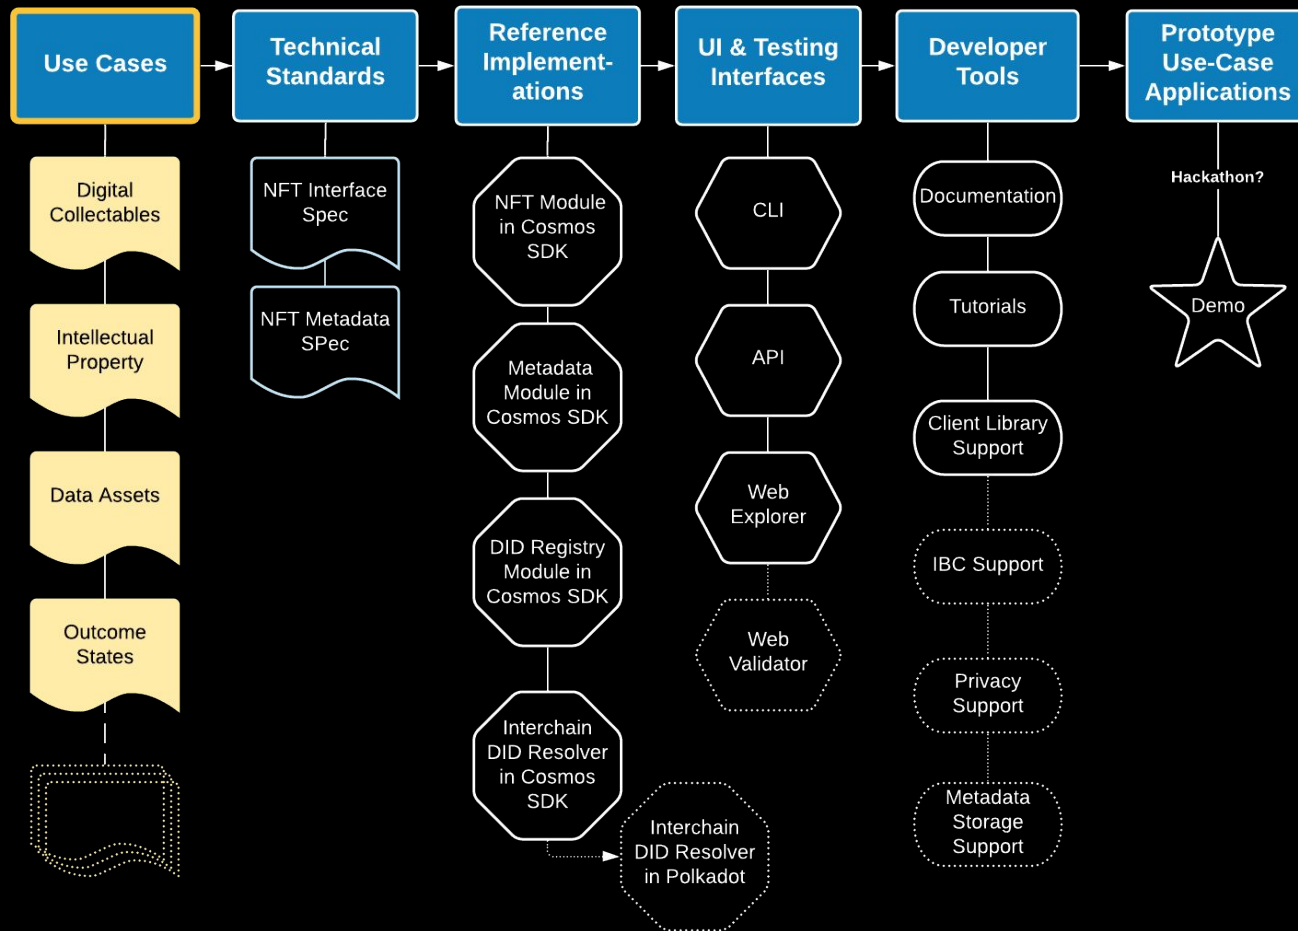 Use Cases
Technical
Standards
Reference
Implement-
ations
UI & Testing
Interfaces
Developer
Tools
Prototype
Use-Case
Applications
Digital
Collectables
Intellectual
Property
Data Assets
Outcome
States
NFT Interface
Spec
NFT Metadata
SPec
NFT Module
in Cosmos
SDK
Metadata
Module in
Cosmos SDK
DID Registry
Module in
Cosmos SDK
Interchain
DID Resolver
in Cosmos
SDK
Interchain
DID Resolver
in Polkadot
CLI
API
Web
Explorer
Web
Validator
Documentation
Tutorials
Client Library
Support
IBC Support
Privacy
Support
Metadata
Storage
Support
Hackathon?
Demo